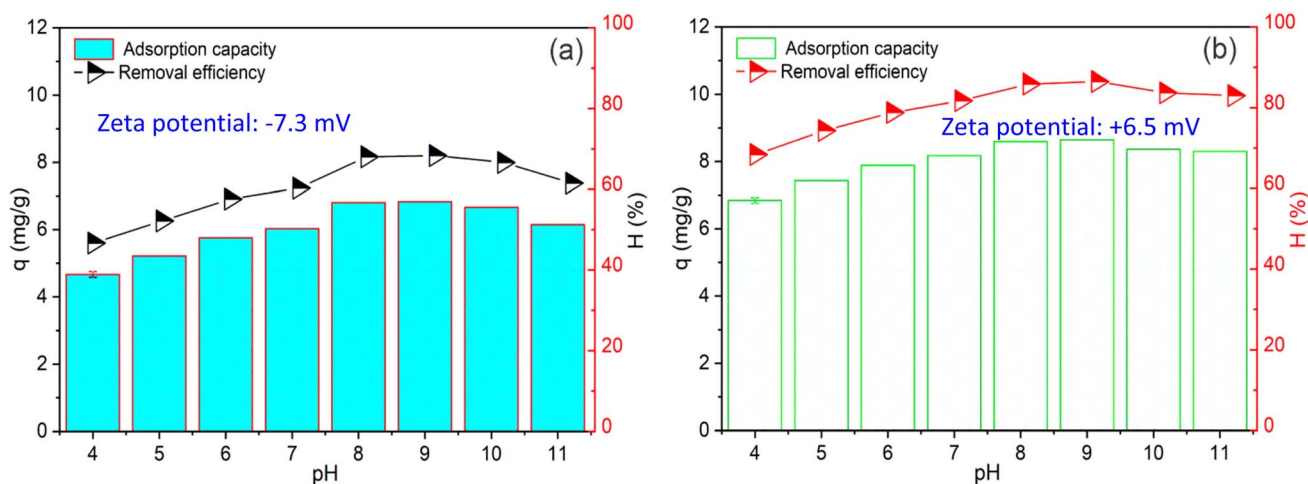 (a)
Adsorption capacity
Removal efficiency
Zeta potential: -7.3 mV
q (mg/g)
12
10
8
6
4
2
0
H (%)
100
80
60
40
20
0
4 5 6 7 8 9 10 11
pH
(b)
Adsorption capacity
Removal efficiency
Zeta potential: +6.5 mV
q (mg/g)
12
10
8
6
4
2
0
H (%)
100
80
60
40
20
0
4 5 6 7 8 9 10 11
pH